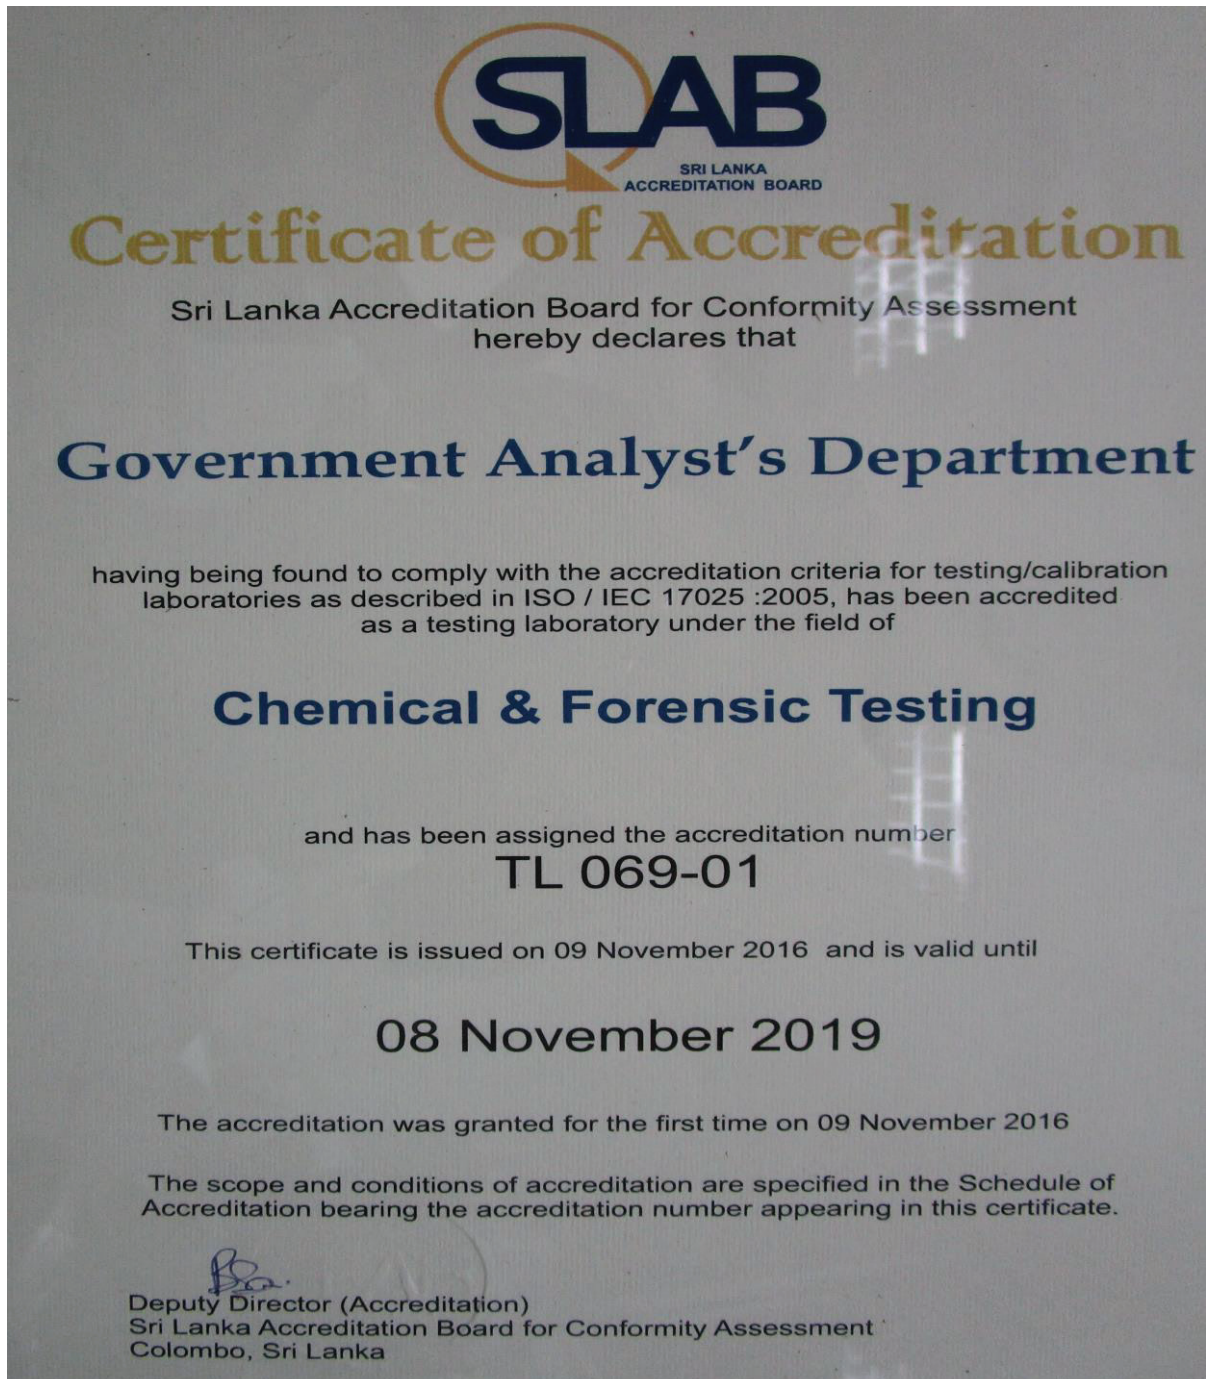 SLAB
SRI LANKA
ACCREDITATION BOARD
Certificate of Accreditation
Sri Lanka Accreditation Board for Conformity Assessment
hereby declares that
Government Analyst's Department
having being found to comply with the accreditation criteria for testing/calibration
laboratories as described in ISO / IEC 17025 :2005, has been accredited
as a testing laboratory under the field of
Chemical & Forensic Testing
and has been assigned the accreditation number
TL 069-01
This certificate is issued on 09 November 2016 and is valid until
08 November 2019
The accreditation was granted for the first time on 09 November 2016
The scope and conditions of accreditation are specified in the Schedule of
Accreditation bearing the accreditation number appearing in this certificate.
Deputy Director (Accreditation)
Sri Lanka Accreditation Board for Conformity Assessment
Colombo, Sri Lanka